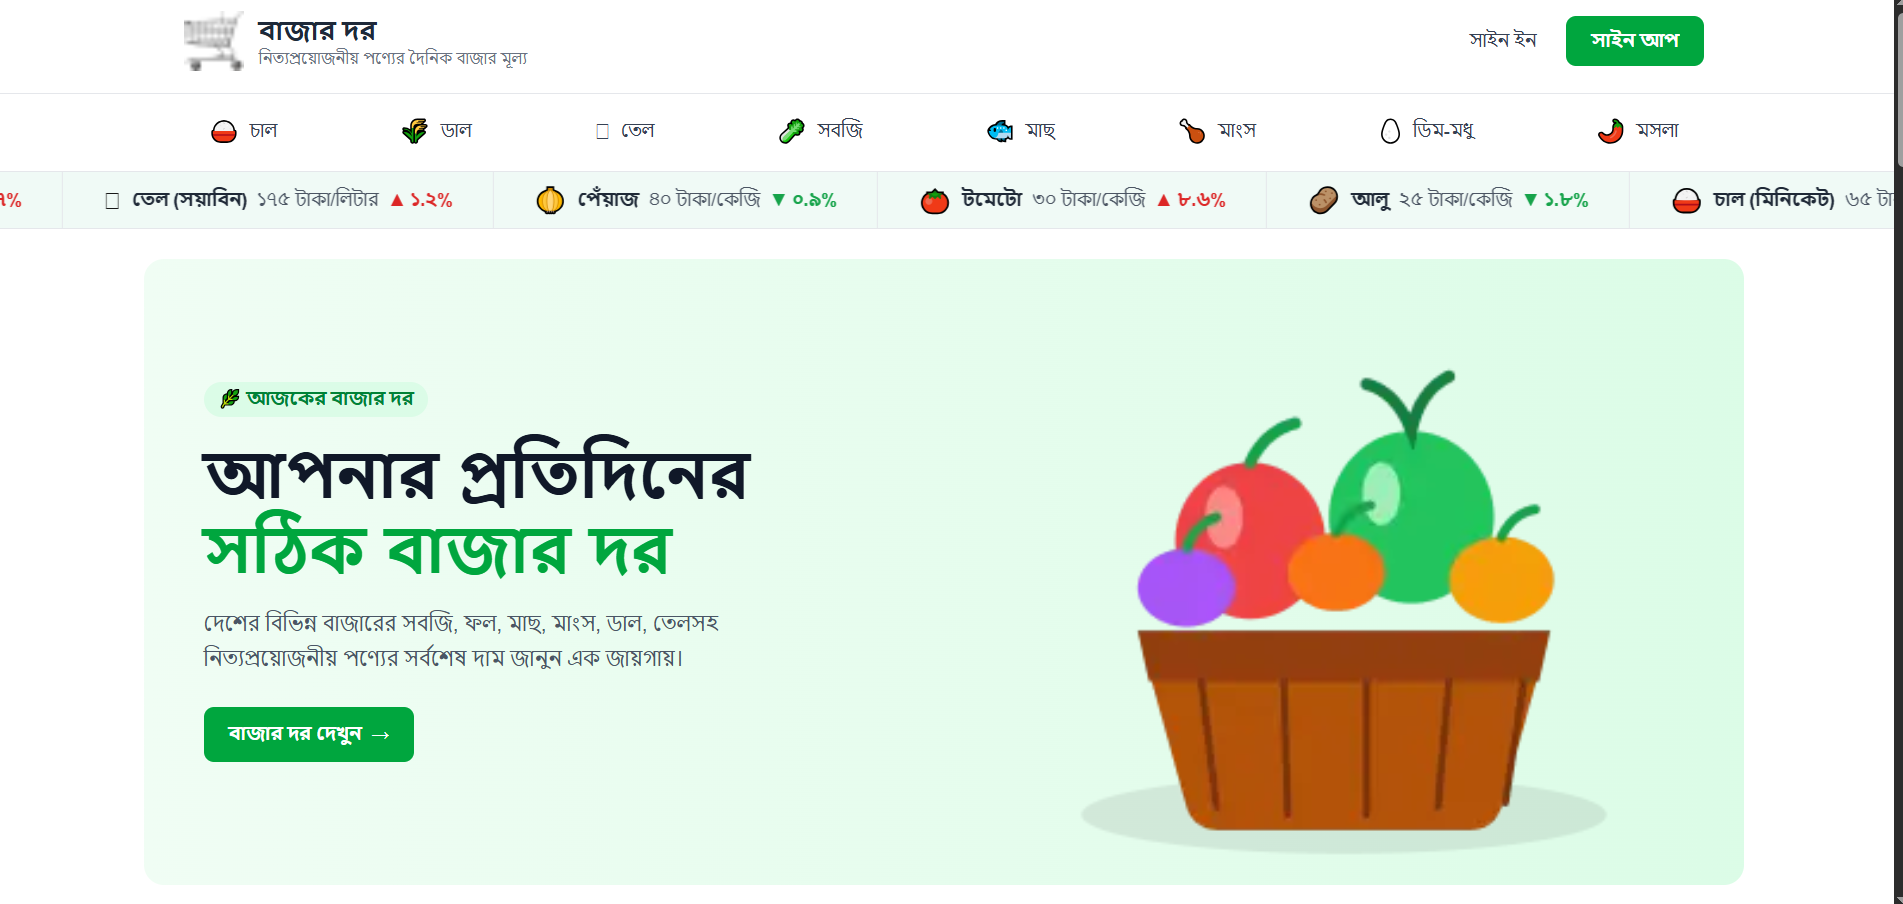 বাজার দর
নিত্যপ্রয়োজনীয় পণ্যের দৈনিক বাজার মূল্য
সাইন ইন
সাইন আপ
চাল
ডাল
তেল
সবজি
মাছ
মাংস
ডিম-মধু
মসলা
৭%
তেল (সয়াবিন) ১৭৫ টাকা/লিটার ▲ ১.২%
পেঁয়াজ ৪০ টাকা/কেজি ▼ ০.৯%
টমেটো ৩০ টাকা/কেজি ▲ ৮.৬%
আলু ২৫ টাকা/কেজি ▼ ১.৮%
চাল (মিনিকেট) ৬৫
আজকের বাজার দর
আপনার প্রতিদিনের
সঠিক বাজার দর
দেশের বিভিন্ন বাজারের সবজি, ফল, মাছ, মাংস, ডাল, তেলসহ
নিত্যপ্রয়োজনীয় পণ্যের সর্বশেষ দাম জানুন এক জায়গায়।
বাজার দর দেখুন →